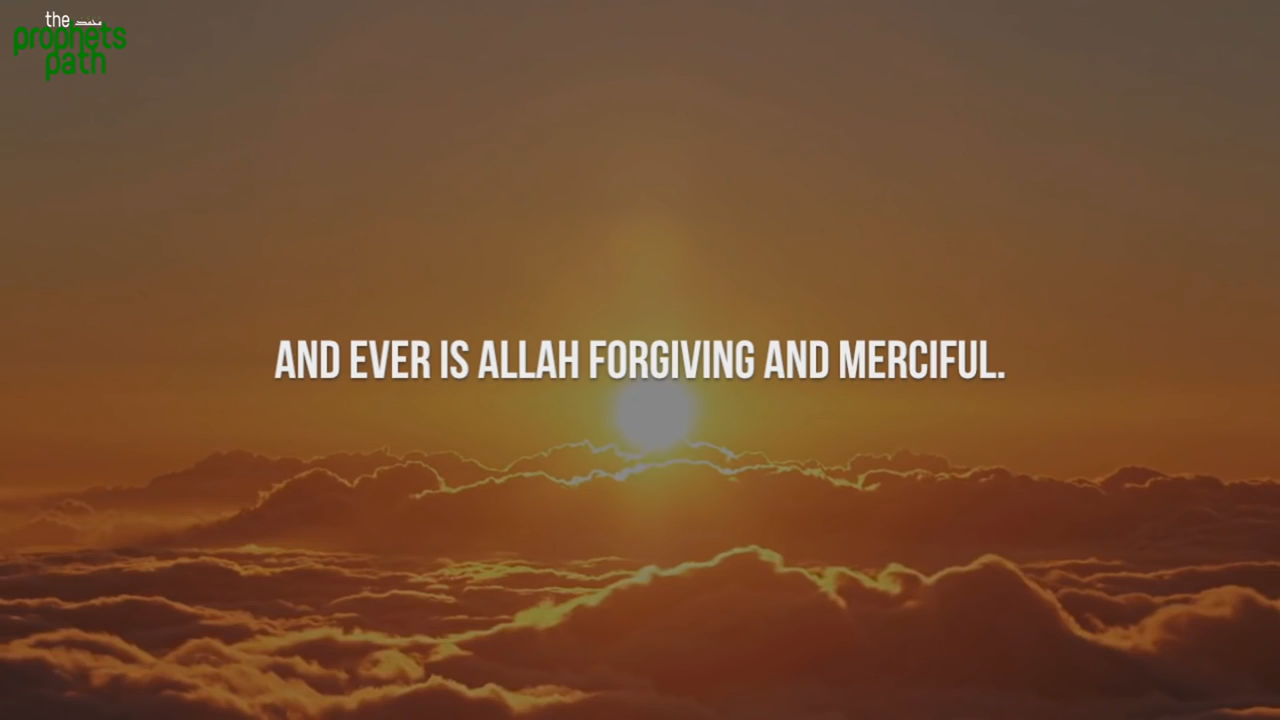 the
prophets
path
AND EVER IS ALLAH FORGIVING AND MERCIFUL.